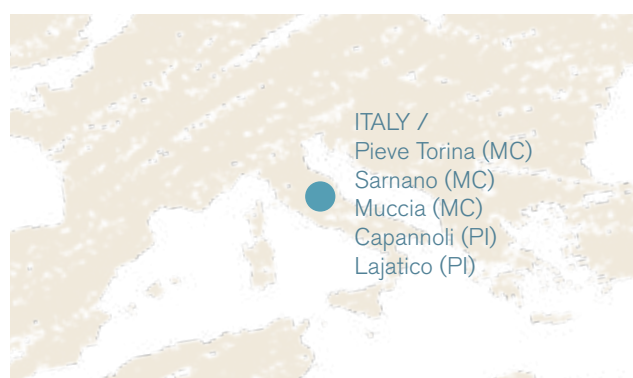 ITALY /
Pieve Torina (MC)
Sarnano (MC)
Muccia (MC)
Capannoli (PI)
Lajatico (PI)